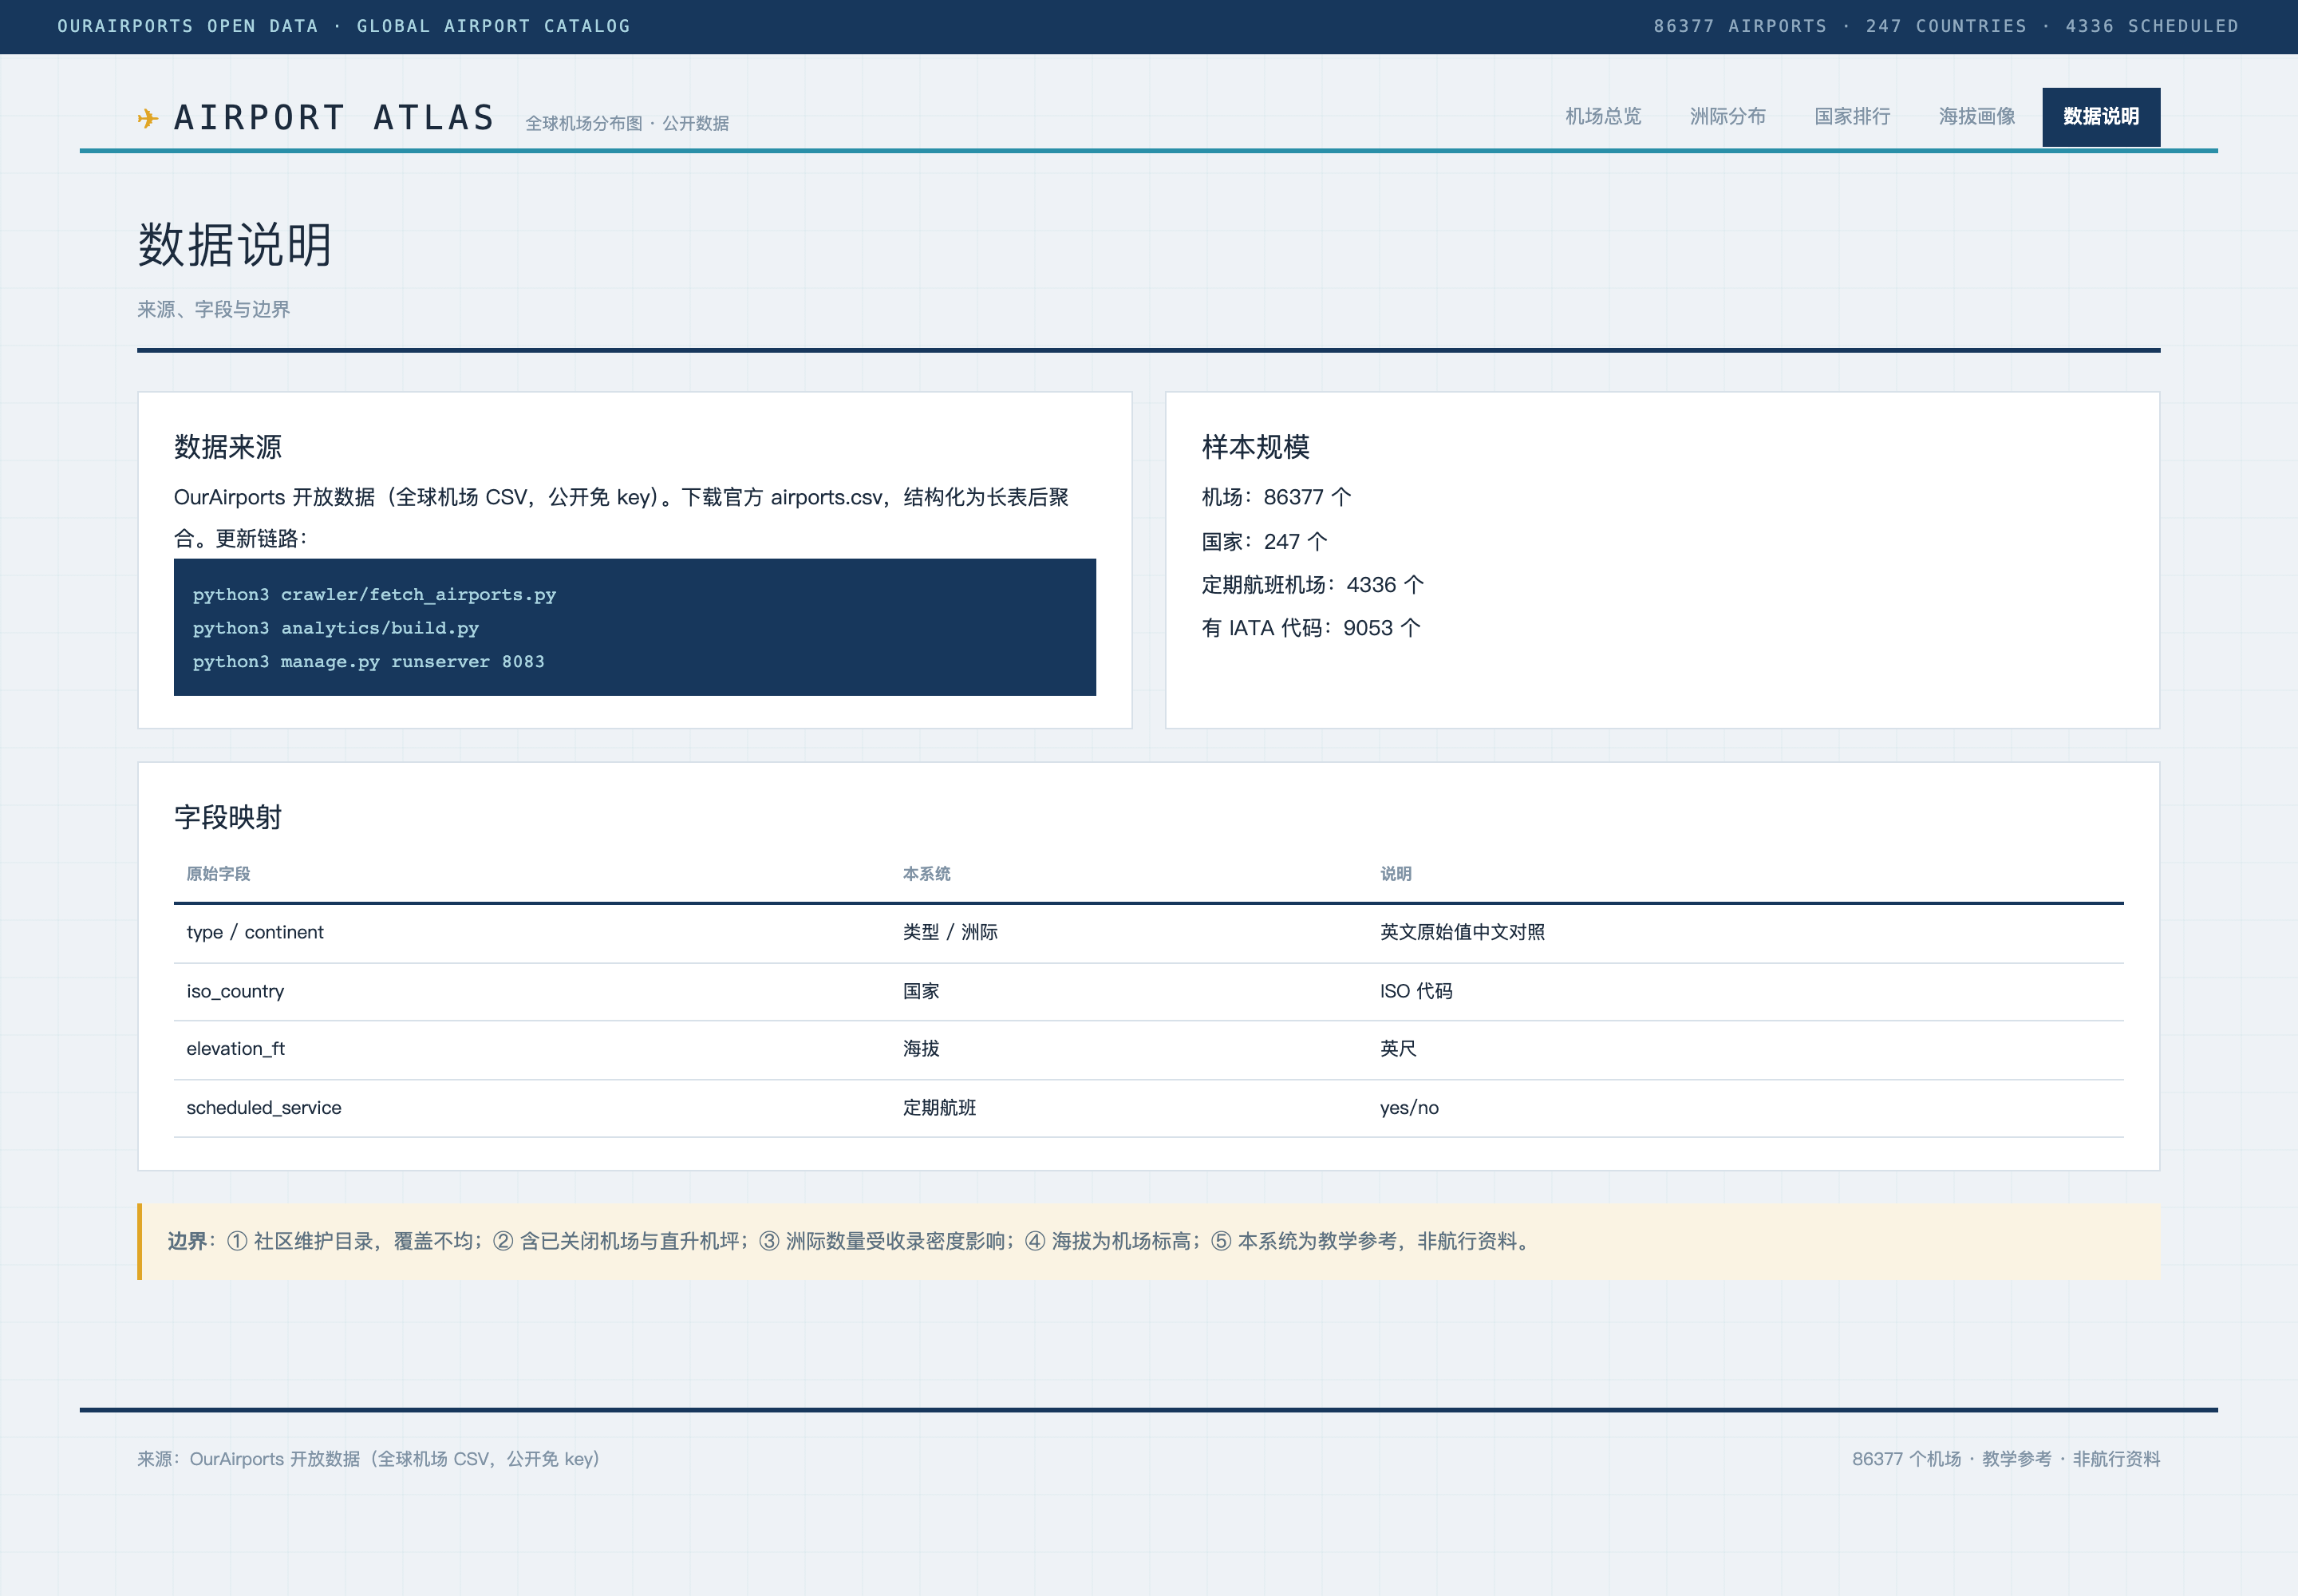 OURAIRPORTS OPEN DATA · GLOBAL AIRPORT CATALOG
86377 AIRPORTS · 247 COUNTRIES · 4336 SCHEDULED
✈ AIRPORT ATLAS 全球机场分布图 · 公开数据
机场总览 洲际分布 国家排行 海拔画像 数据说明
数据说明
来源、字段与边界
数据来源
OurAirports 开放数据（全球机场 CSV，公开免 key）。下载官方 airports.csv，结构化为长表后聚
合。更新链路：
python3 crawler/fetch_airports.py
python3 analytics/build.py
python3 manage.py runserver 8083
样本规模
机场：86377 个
国家：247 个
定期航班机场：4336 个
有 IATA 代码：9053 个
字段映射
原始字段 本系统 说明
type / continent 类型 / 洲际 英文原始值中文对照
iso_country 国家 ISO 代码
elevation_ft 海拔 英尺
scheduled_service 定期航班 yes/no
边界：① 社区维护目录，覆盖不均；② 含已关闭机场与直升机坪；③ 洲际数量受收录密度影响；④ 海拔为机场标高；⑤ 本系统为教学参考，非航行资料。
来源：OurAirports 开放数据（全球机场 CSV，公开免 key）
86377 个机场 · 教学参考 · 非航行资料